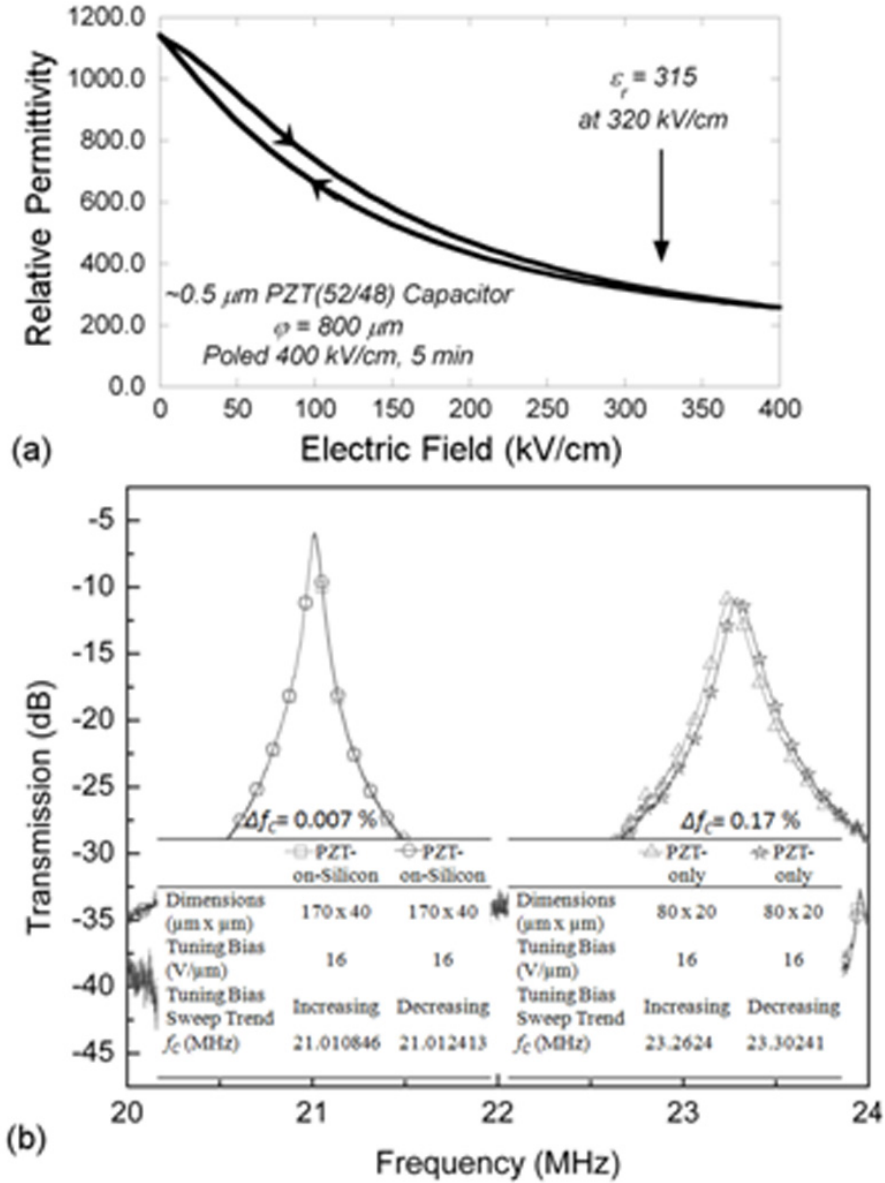 1200.0
1000.0
800.0
600.0
400.0
200.0
0.0
Relative Permittivity
εr = 315
at 320 kV/cm
~0.5 μm PZT(52/48) Capacitor
φ = 800 μm
Poled 400 kV/cm, 5 min
0 50 100 150 200 250 300 350 400
(a) Electric Field (kV/cm)
-5
-10
-15
-20
-25
-30
-35
-40
-45
Transmission (dB)
Δfc= 0.007 %
PZT- PZT-
on-Silicon on-Silicon
Dimensions
(μm x μm) 170 x 40 170 x 40
Tuning Bias
(V/μm) 16 16
Tuning Bias
Sweep Trend Increasing Decreasing
fC (MHz) 21.010846 21.012413
Δfc= 0.17 %
PZT- PZT-
only only
Dimensions
(μm x μm) 80 x 20 80 x 20
Tuning Bias
(V/μm) 16 16
Tuning Bias
Sweep Trend Increasing Decreasing
fC (MHz) 23.2624 23.30241
20 21 22 23 24
(b) Frequency (MHz)